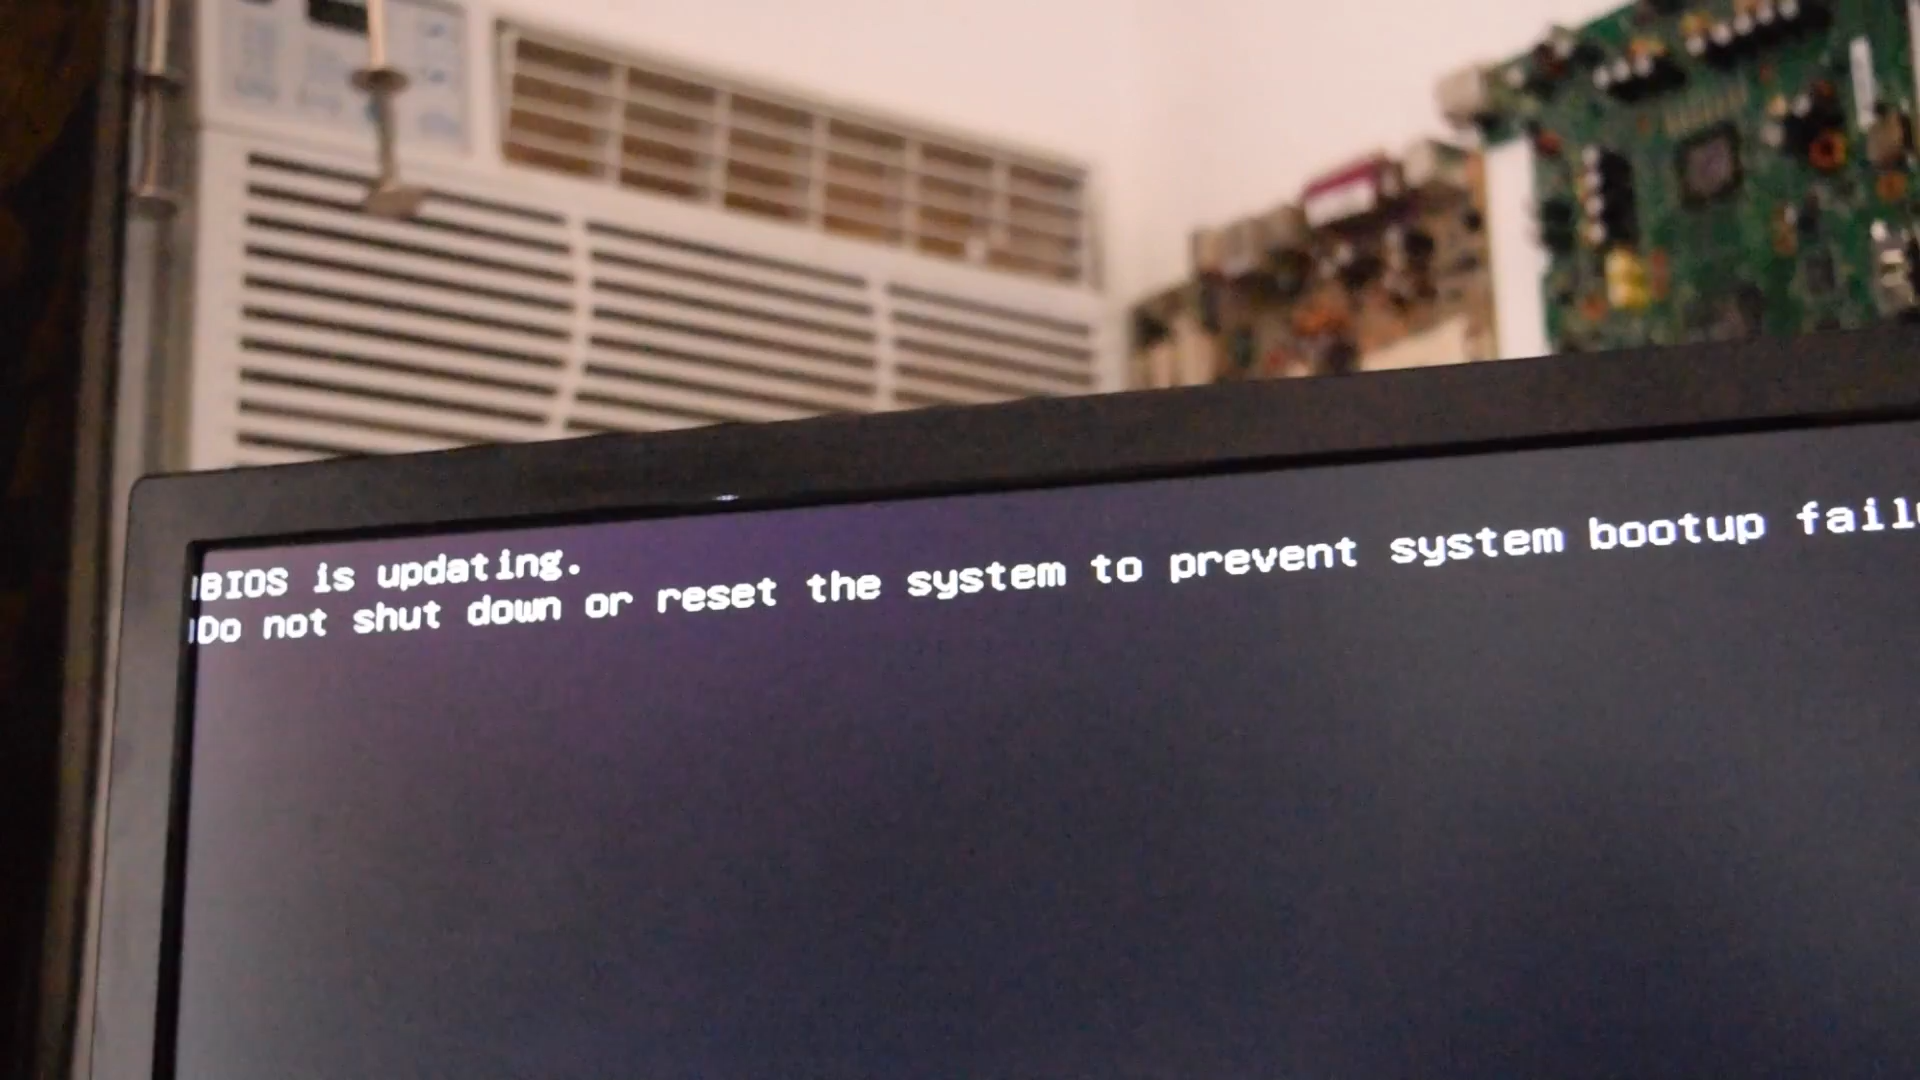 BIOS is updating.
Do not shut down or reset the system to prevent system bootup